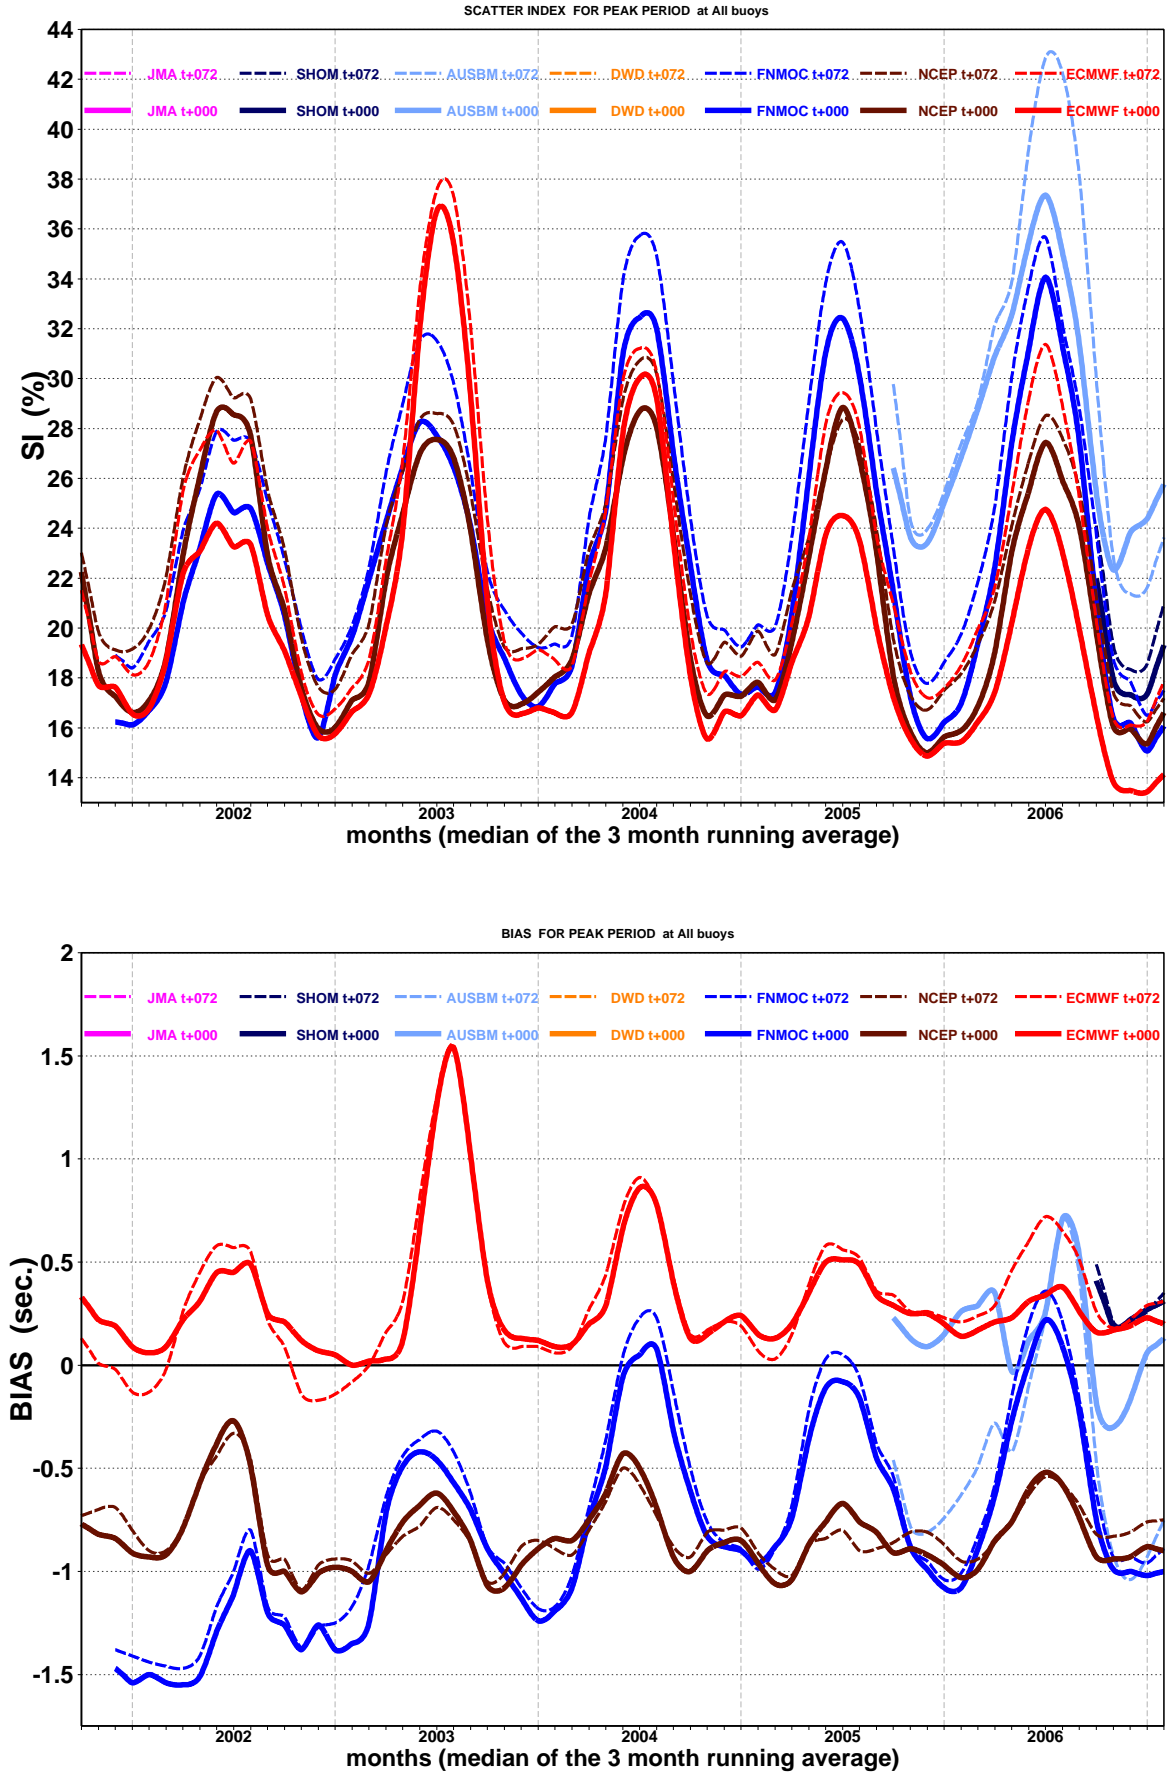 SCATTER INDEX FOR PEAK PERIOD at All buoys
44
JMA t+072 SHOM t+072 AUSBM t+072 DWD t+072 FNMOC t+072 NCEP t+072 ECMWF t+072
42
JMA t+000 SHOM t+000 AUSBM t+000 DWD t+000 FNMOC t+000 NCEP t+000 ECMWF t+000
40
38
36
34
32
30
28
26
24
22
20
18
16
14
SI (%)
2002 2003 2004 2005 2006
months (median of the 3 month running average)
BIAS FOR PEAK PERIOD at All buoys
2
JMA t+072 SHOM t+072 AUSBM t+072 DWD t+072 FNMOC t+072 NCEP t+072 ECMWF t+072
JMA t+000 SHOM t+000 AUSBM t+000 DWD t+000 FNMOC t+000 NCEP t+000 ECMWF t+000
1.5
1
0.5
0
-0.5
-1
-1.5
BIAS (sec.)
2002 2003 2004 2005 2006
months (median of the 3 month running average)